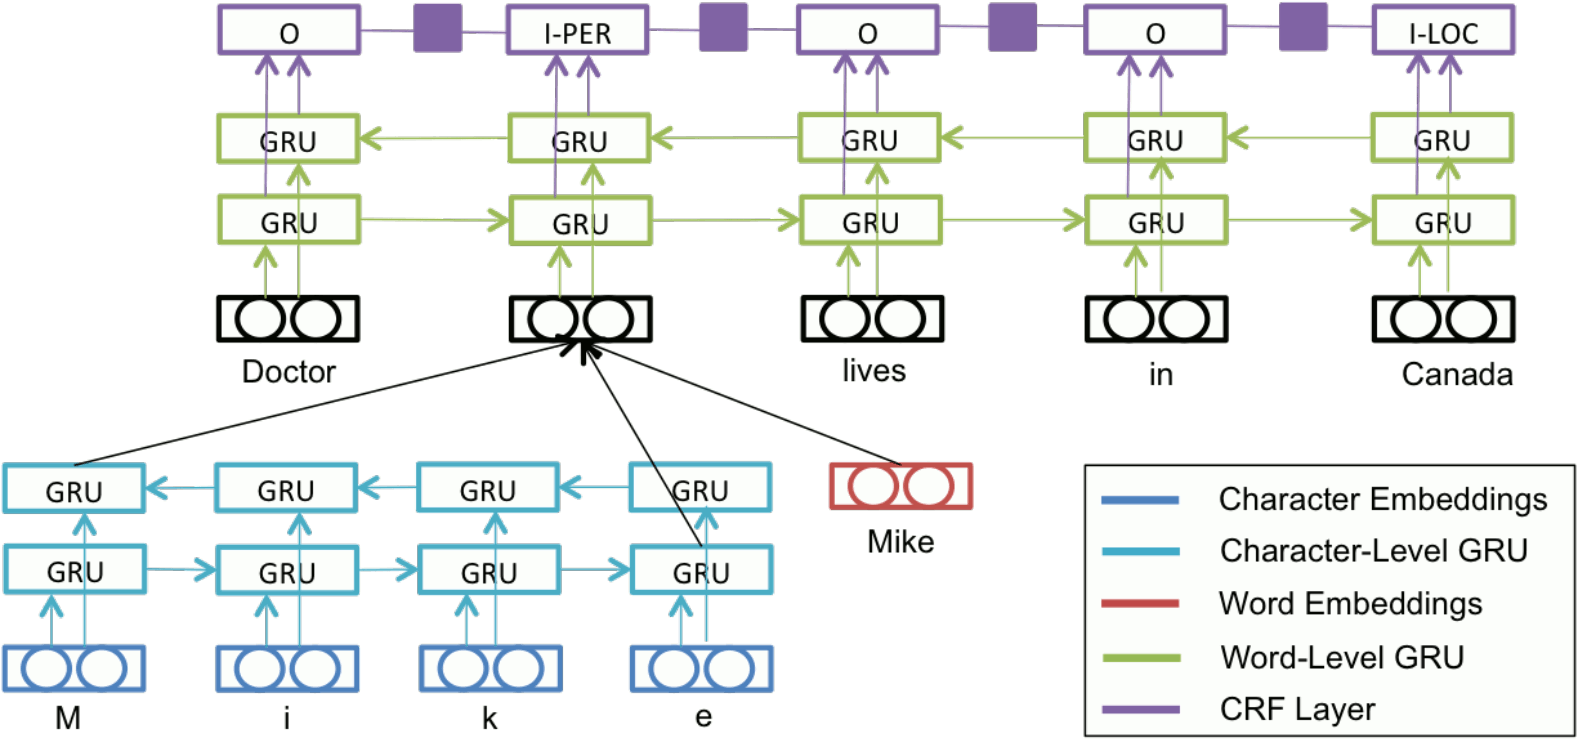 O I-PER O O I-LOC
GRU GRU GRU GRU GRU
GRU GRU GRU GRU GRU
Doctor lives in Canada
GRU GRU GRU GRU
Mike
GRU GRU GRU GRU
M i k e
Character Embeddings
Character-Level GRU
Word Embeddings
Word-Level GRU
CRF Layer